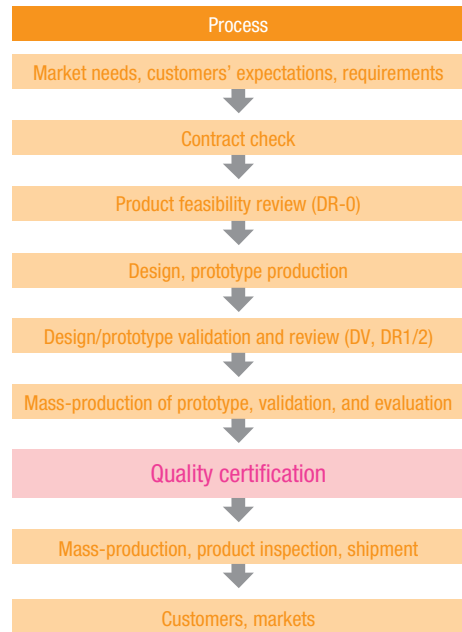 Process
Market needs, customers’ expectations, requirements
Contract check
Product feasibility review (DR-0)
Design, prototype production
Design/prototype validation and review (DV, DR1/2)
Mass-production of prototype, validation, and evaluation
Quality certification
Mass-production, product inspection, shipment
Customers, markets